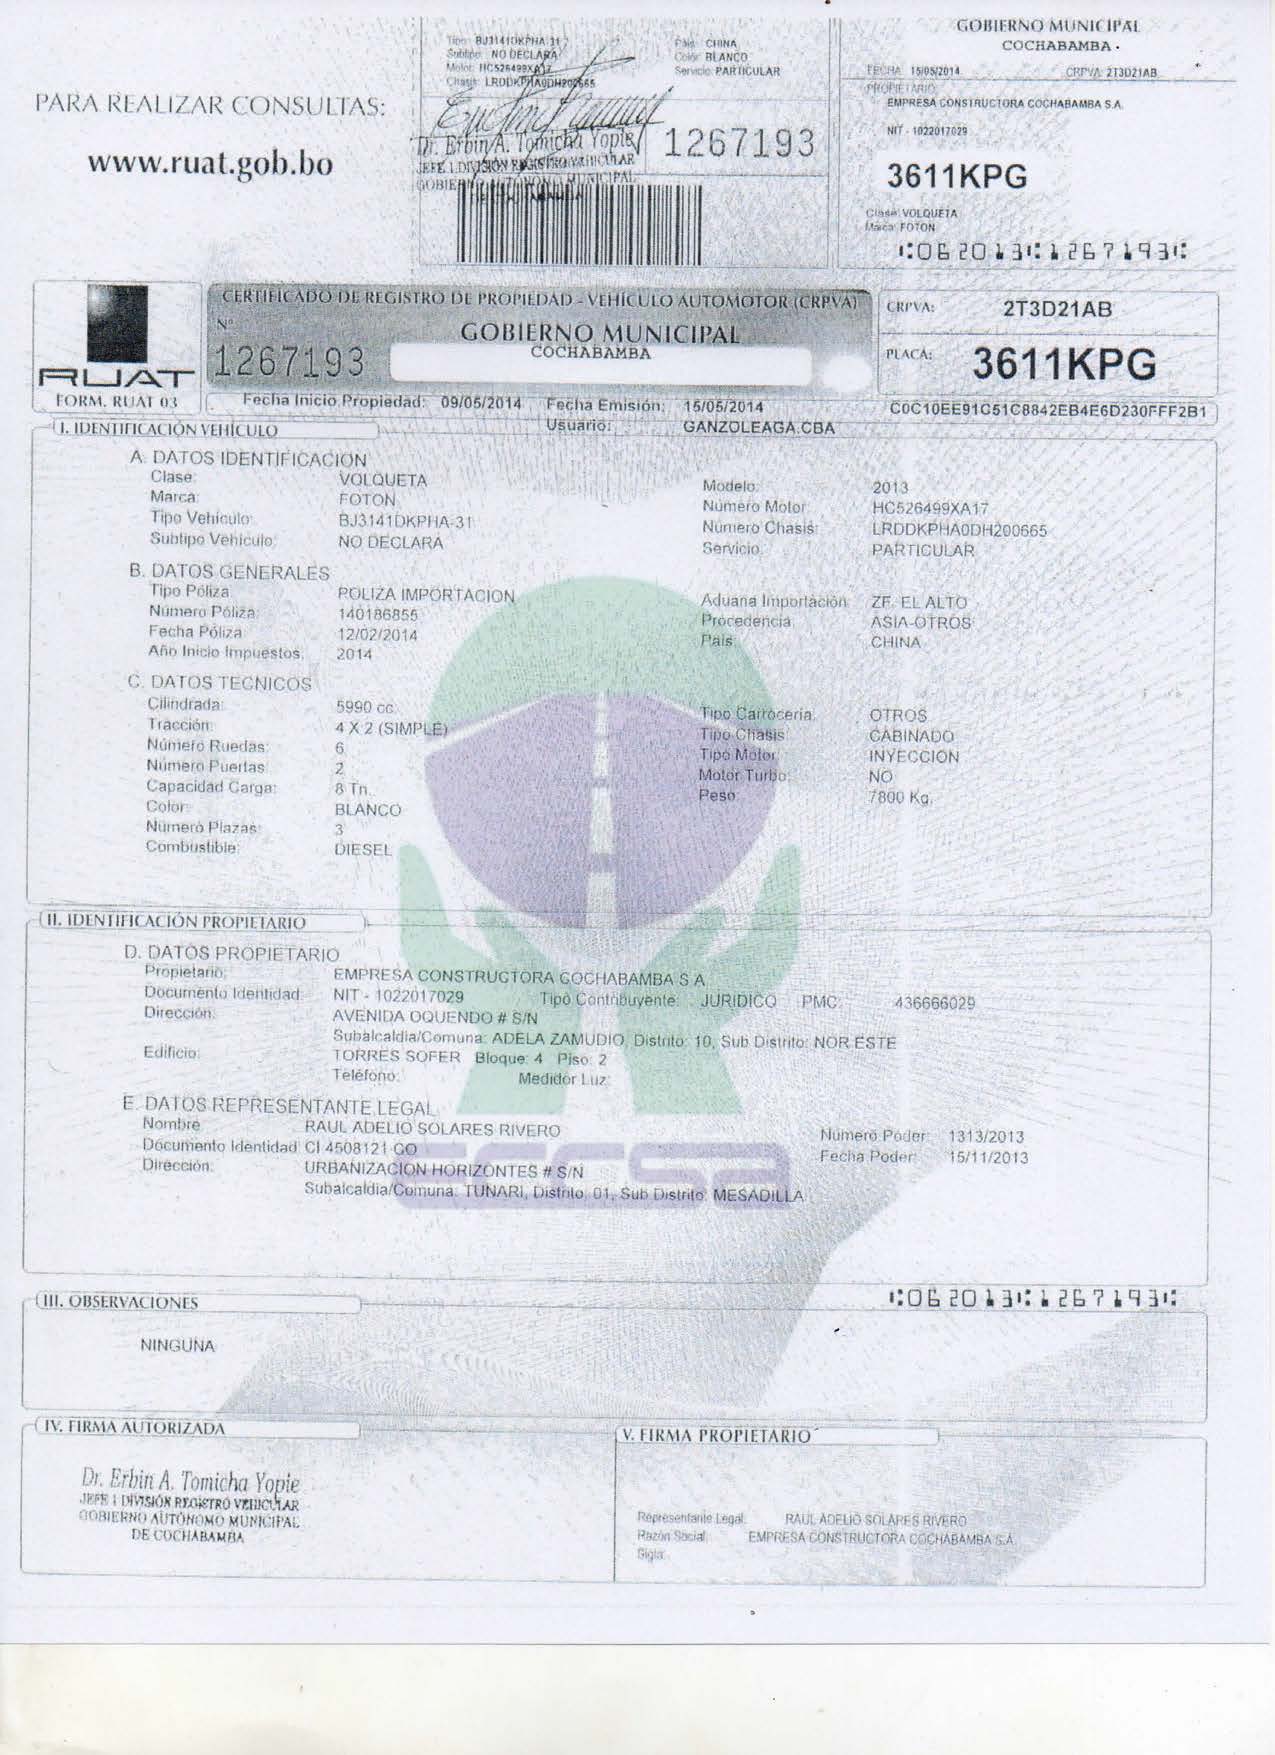 PARA REALIZAR CONSULTAS:
www.ruat.gob.bo
Tipo: BJ3141DKPHA-31
Subtipo: NO DECLARA
Motor: HC526499XA17
Chasis: LRDDKPHA0DH200665
País: CHINA
Color: BLANCO
Servicio: PARTICULAR
Dr. Erbin A. Tomicha Yopie
JEFE I DIVISIÓN REGISTRO VEHICULAR
GOBIERNO AUTÓNOMO MUNICIPAL
DE COCHABAMBA
1267193
GOBIERNO MUNICIPAL
COCHABAMBA
FECHA 15/05/2014 CRPVA 2T3D21AB
PROPIETARIO
EMPRESA CONSTRUCTORA COCHABAMBA S.A.
NIT - 1022017029
3611KPG
Clase: VOLQUETA
Marca: FOTON
⑆062013⑆1267193⑆
RUAT
FORM. RUAT 03
CERTIFICADO DE REGISTRO DE PROPIEDAD - VEHÍCULO AUTOMOTOR (CRPVA)
N°
1267193
GOBIERNO MUNICIPAL
COCHABAMBA
CRPVA: 2T3D21AB
PLACA: 3611KPG
Fecha Inicio Propiedad: 09/05/2014 Fecha Emisión: 15/05/2014
Usuario: GANZOLEAGA.CBA
C0C10EE91C51C8842EB4E6D230FFF2B1
I. IDENTIFICACIÓN VEHÍCULO
A. DATOS IDENTIFICACION
Clase: VOLQUETA
Marca: FOTON
Tipo Vehículo: BJ3141DKPHA-31
Subtipo Vehículo: NO DECLARA
Modelo: 2013
Numero Motor: HC526499XA17
Numero Chasis: LRDDKPHA0DH200665
Servicio: PARTICULAR
B. DATOS GENERALES
Tipo Póliza: POLIZA IMPORTACION
Número Póliza: 140186855
Fecha Póliza 12/02/2014
Año Inicio Impuestos: 2014
Aduana Importación: ZF. EL ALTO
Procedencia: ASIA-OTROS
País: CHINA
C. DATOS TECNICOS
Cilindrada: 5990 cc.
Tracción: 4 X 2 (SIMPLE)
Número Ruedas: 6
Número Puertas: 2
Capacidad Carga: 8 Tn.
Color: BLANCO
Número Plazas: 3
Combustible: DIESEL
Tipo Carrocería: OTROS
Tipo Chasis: CABINADO
Tipo Motor: INYECCION
Motor Turbo: NO
Peso: 7800 Kg.
II. IDENTIFICACIÓN PROPIETARIO
D. DATOS PROPIETARIO
Propietario: EMPRESA CONSTRUCTORA COCHABAMBA S A
Documento Identidad: NIT - 1022017029 Tipo Contribuyente: JURIDICO PMC: 436666029
Dirección: AVENIDA OQUENDO # S/N
Subalcaldia/Comuna: ADELA ZAMUDIO, Distrito: 10, Sub Distrito: NOR ESTE
Edificio: TORRES SOFER Bloque: 4 Piso: 2
Teléfono: Medidor Luz:
E. DATOS REPRESENTANTE LEGAL
Nombre RAUL ADELIO SOLARES RIVERO
Documento Identidad CI 4508121 CO
Dirección: URBANIZACION HORIZONTES # S/N
Subalcaldia/Comuna: TUNARI, Distrito: 01, Sub Distrito: MESADILLA
Número Poder: 1313/2013
Fecha Poder: 15/11/2013
eccsa
⑆062013⑆1267193⑆
III. OBSERVACIONES
NINGUNA
IV. FIRMA AUTORIZADA
Dr. Erbin A. Tomicha Yopie
JEFE I DIVISIÓN REGISTRO VEHICULAR
GOBIERNO AUTÓNOMO MUNICIPAL
DE COCHABAMBA
V. FIRMA PROPIETARIO
Representante Legal: RAUL ADELIO SOLARES RIVERO
Razón Social: EMPRESA CONSTRUCTORA COCHABAMBA S.A.
Sigla: